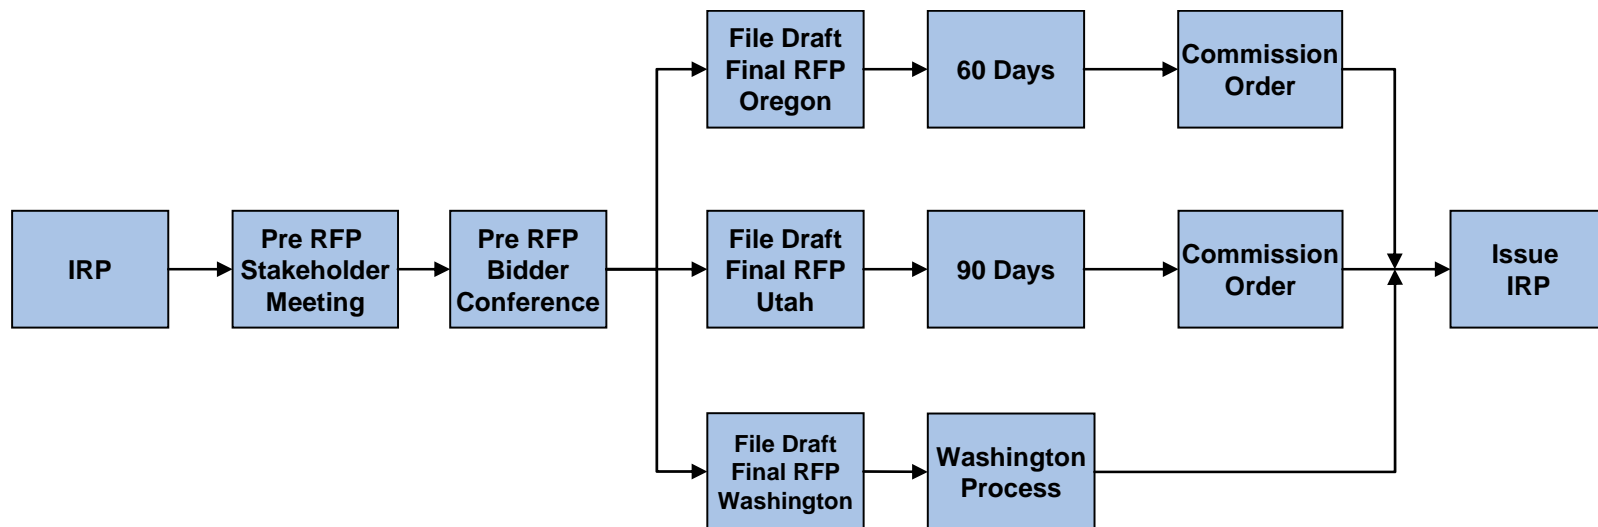 File Draft
Final RFP
Oregon
60 Days
Commission
Order
IRP
Pre RFP
Stakeholder
Meeting
Pre RFP
Bidder
Conference
File Draft
Final RFP
Utah
90 Days
Commission
Order
Issue
IRP
File Draft
Final RFP
Washington
Washington
Process